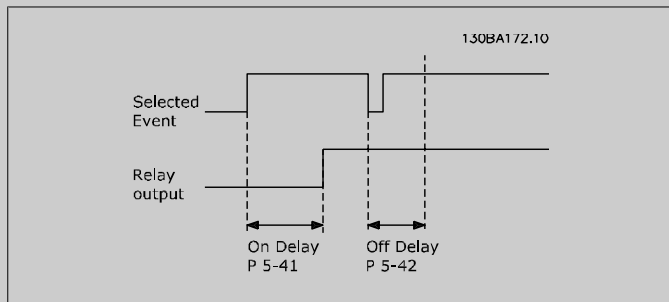 130BA172.10
Selected
Event
Relay
output
On Delay
P 5-41
Off Delay
P 5-42